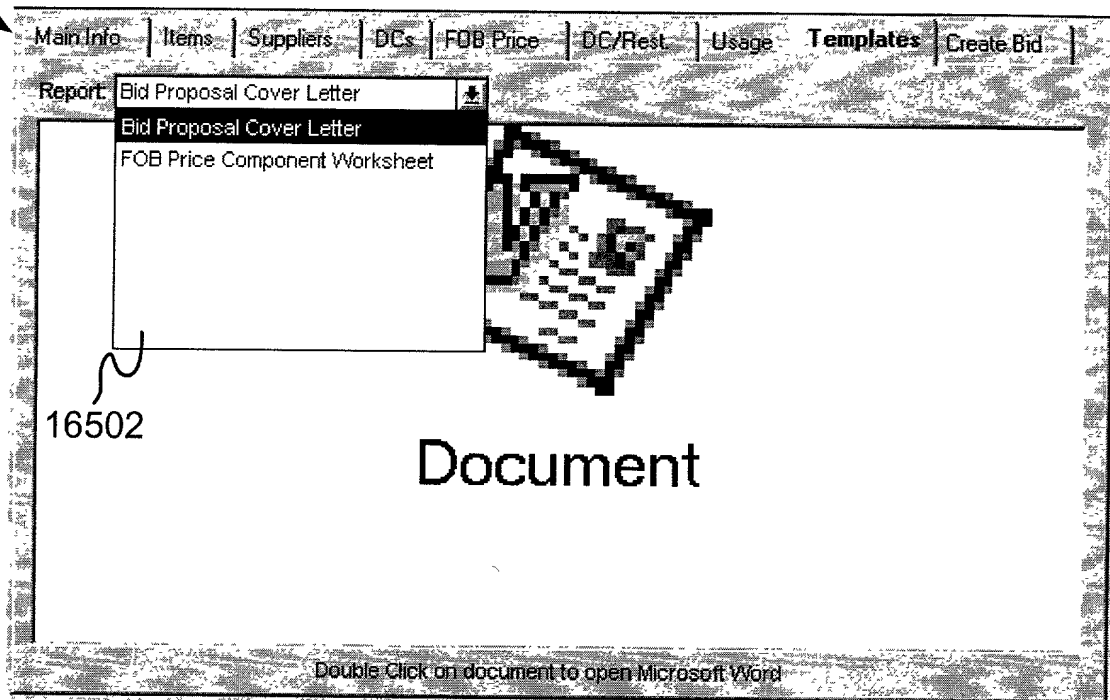 Main Info Items Suppliers DCs FOB Price DC/Rest. Usage Templates Create Bid
Report: Bid Proposal Cover Letter
Bid Proposal Cover Letter
FOB Price Component Worksheet
16502
Document
Double Click on document to open Microsoft Word